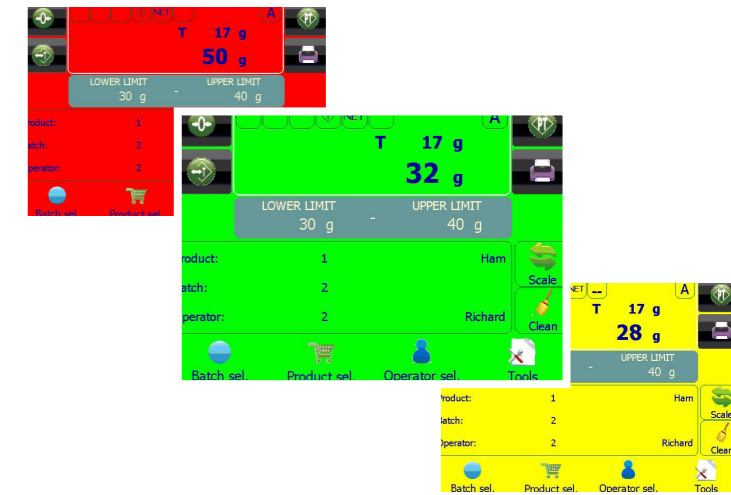 NET A
T 17 g
50 g
LOWER LIMIT UPPER LIMIT
30 g - 40 g
roduct: 1
atch: 2
perator: 2
Batch sel. Product sel.
NET A PT
T 17 g
32 g
LOWER LIMIT UPPER LIMIT
30 g - 40 g
roduct: 1 Ham
Scale
atch: 2
perator: 2 Richard
Clean
Batch sel. Product sel. Operator sel. Tools
NET -- A PT
T 17 g
28 g
UPPER LIMIT
- 40 g
Product: 1 Ham
Scale
Batch: 2
Operator: 2 Richard
Clean
Batch sel. Product sel. Operator sel. Tools